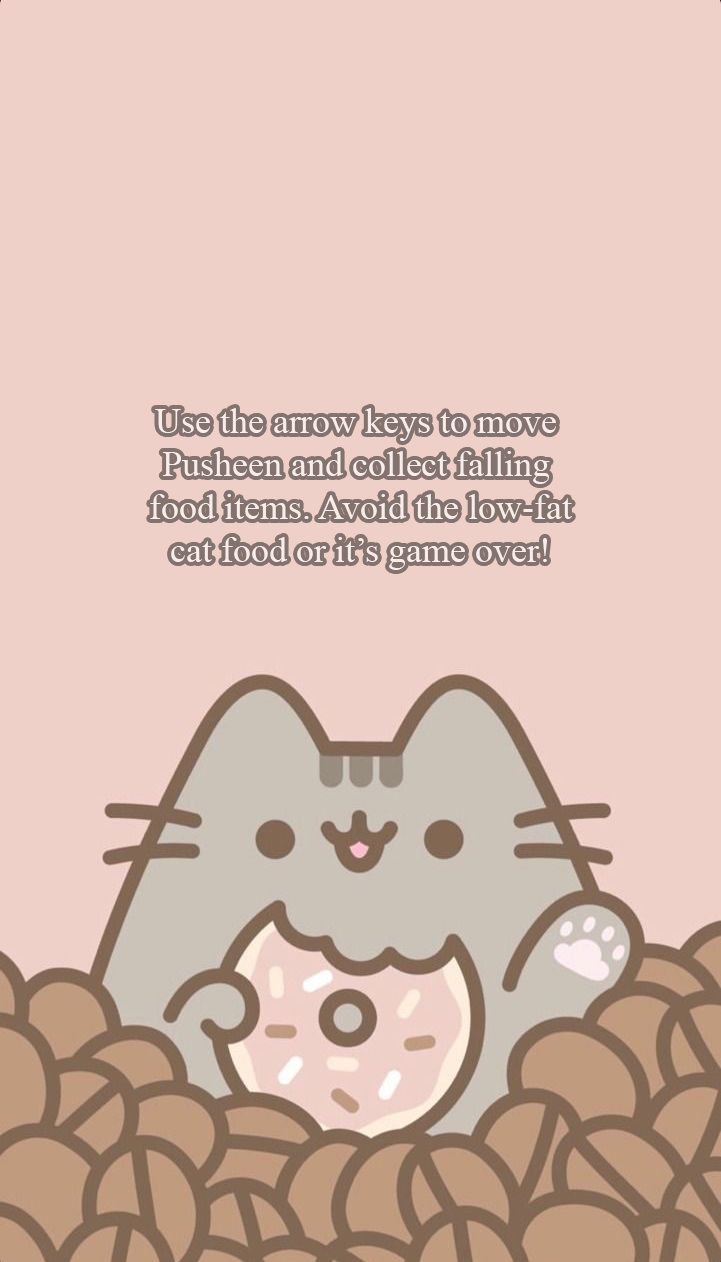 Use the arrow keys to move
Pusheen and collect falling
food items. Avoid the low-fat
cat food or it’s game over!